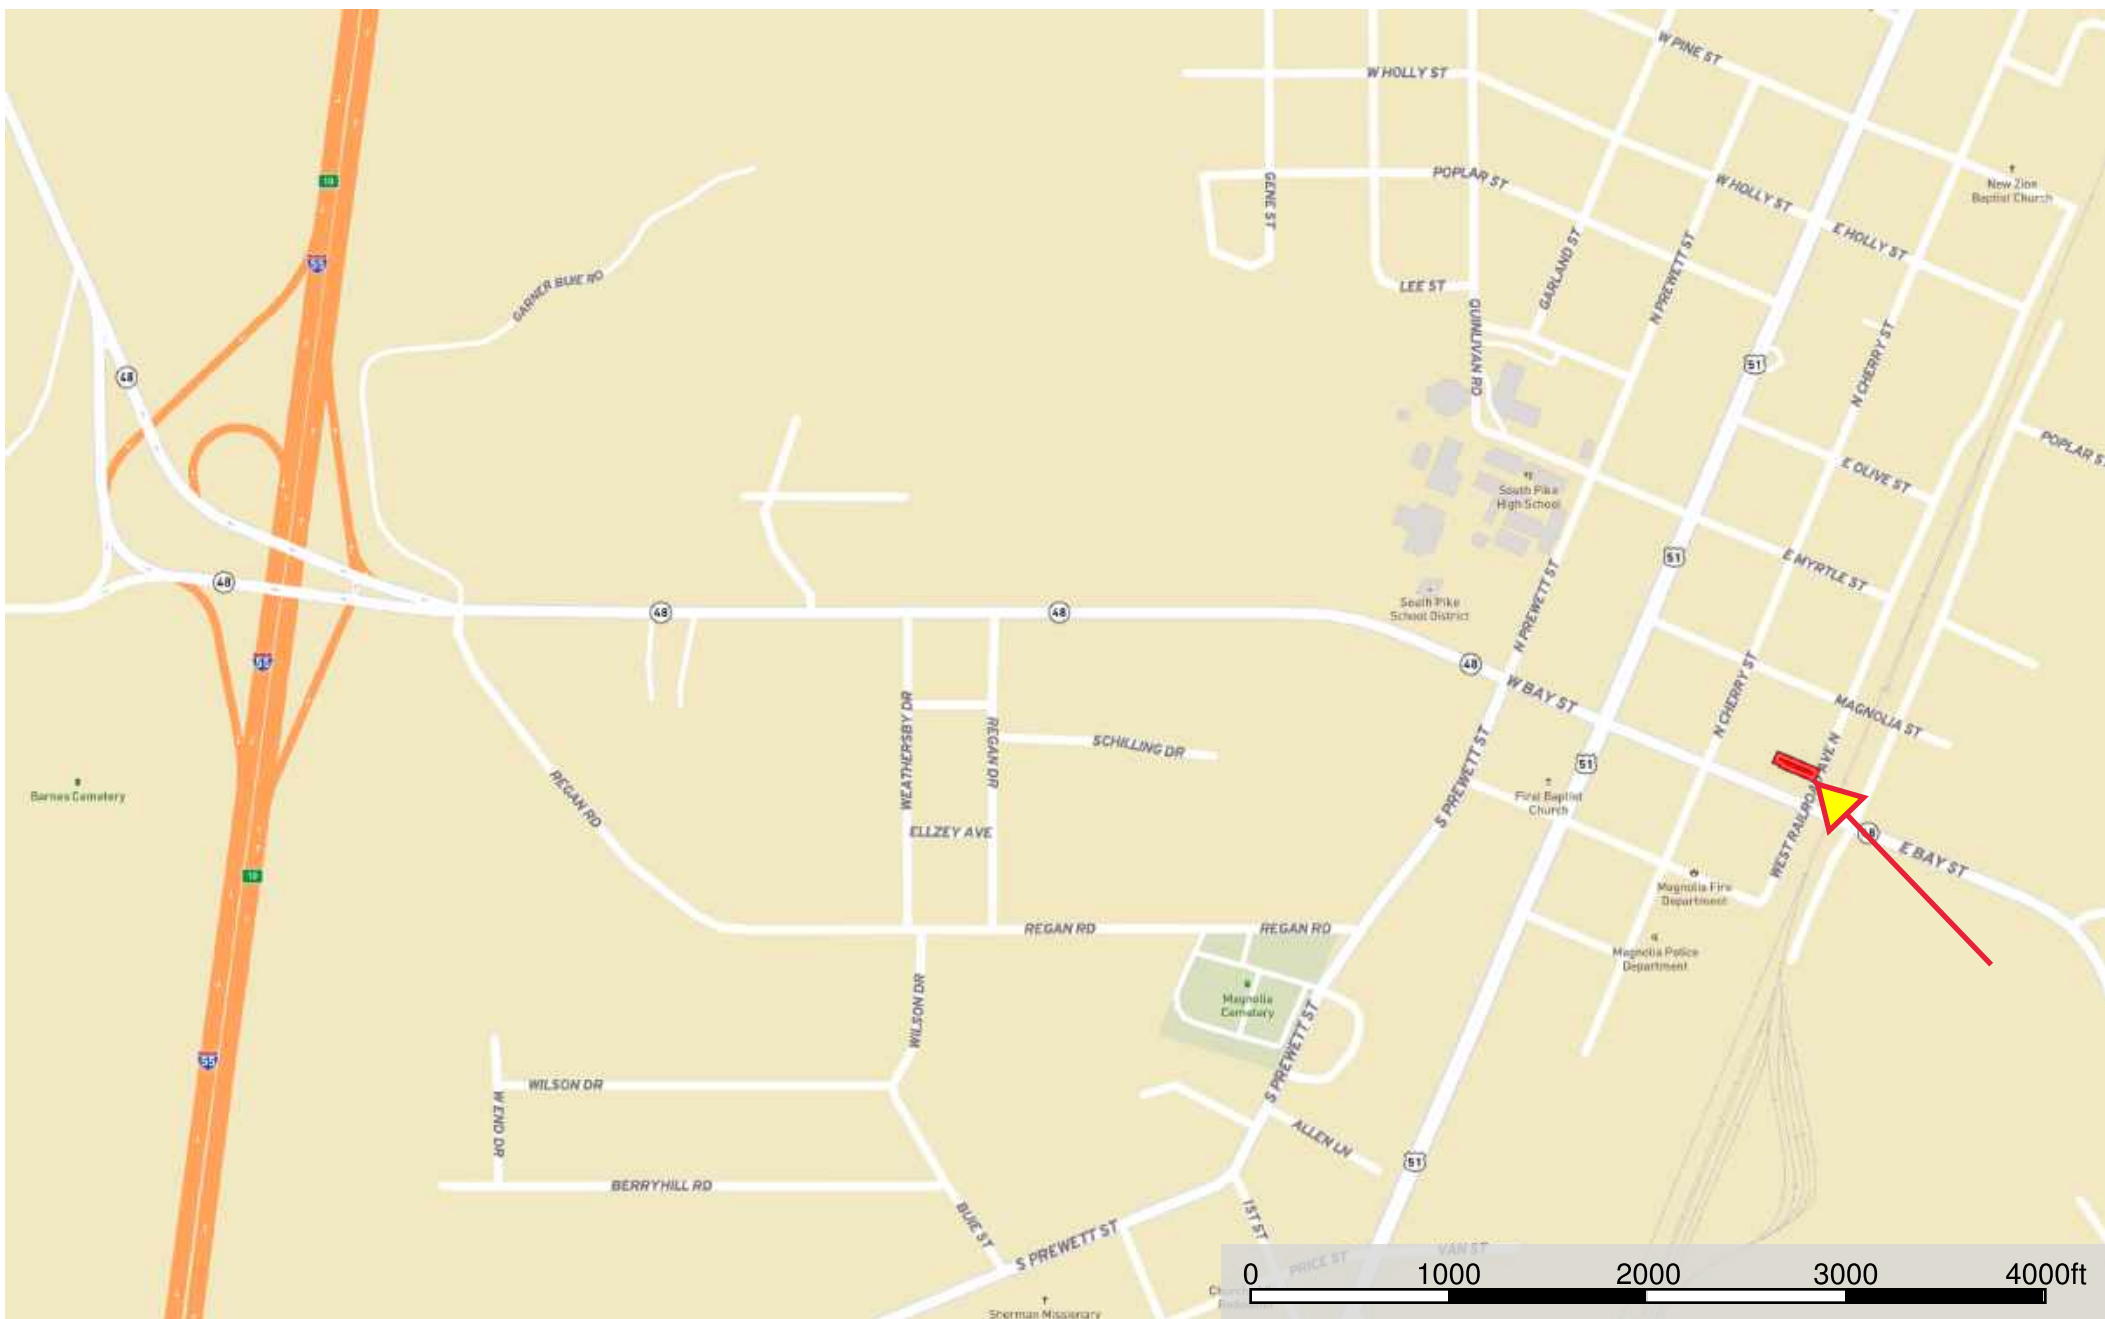 W PINE ST
W HOLLY ST
10
POPLAR ST
GENE ST
W HOLLY ST
New Zion
Baptist Church
E HOLLY ST
55
GARNER BUIE RD
LEE ST
GARLAND ST
N PREWETT ST
QUINLIVAN RD
N CHERRY ST
51
48
POPLAR S
E OLIVE ST
South Pike
High School
51
E MYRTLE ST
48
South Pike
School District
N PREWETT ST
48
48
55
48
W BAY ST
N CHERRY ST
MAGNOLIA ST
WEATHERSBY DR
REGAN DR
SCHILLING DR
S PREWETT ST
51
WEST RAILROAD AVE N
Barnes Cemetery
REGAN RD
First Baptist
Church
ELLZEY AVE
E BAY ST
10
Magnolia Fire
Department
REGAN RD
REGAN RD
Magnolia Police
Department
WILSON DR
Magnolia
Cemetery
55
S PREWETT ST
WILSON DR
W END DR
ALLEN LN
51
BERRYHILL RD
BUIE ST
1ST ST
S PREWETT ST
PRICE ST
VAN ST
0 1000 2000 3000 4000ft
Sherman Missionary